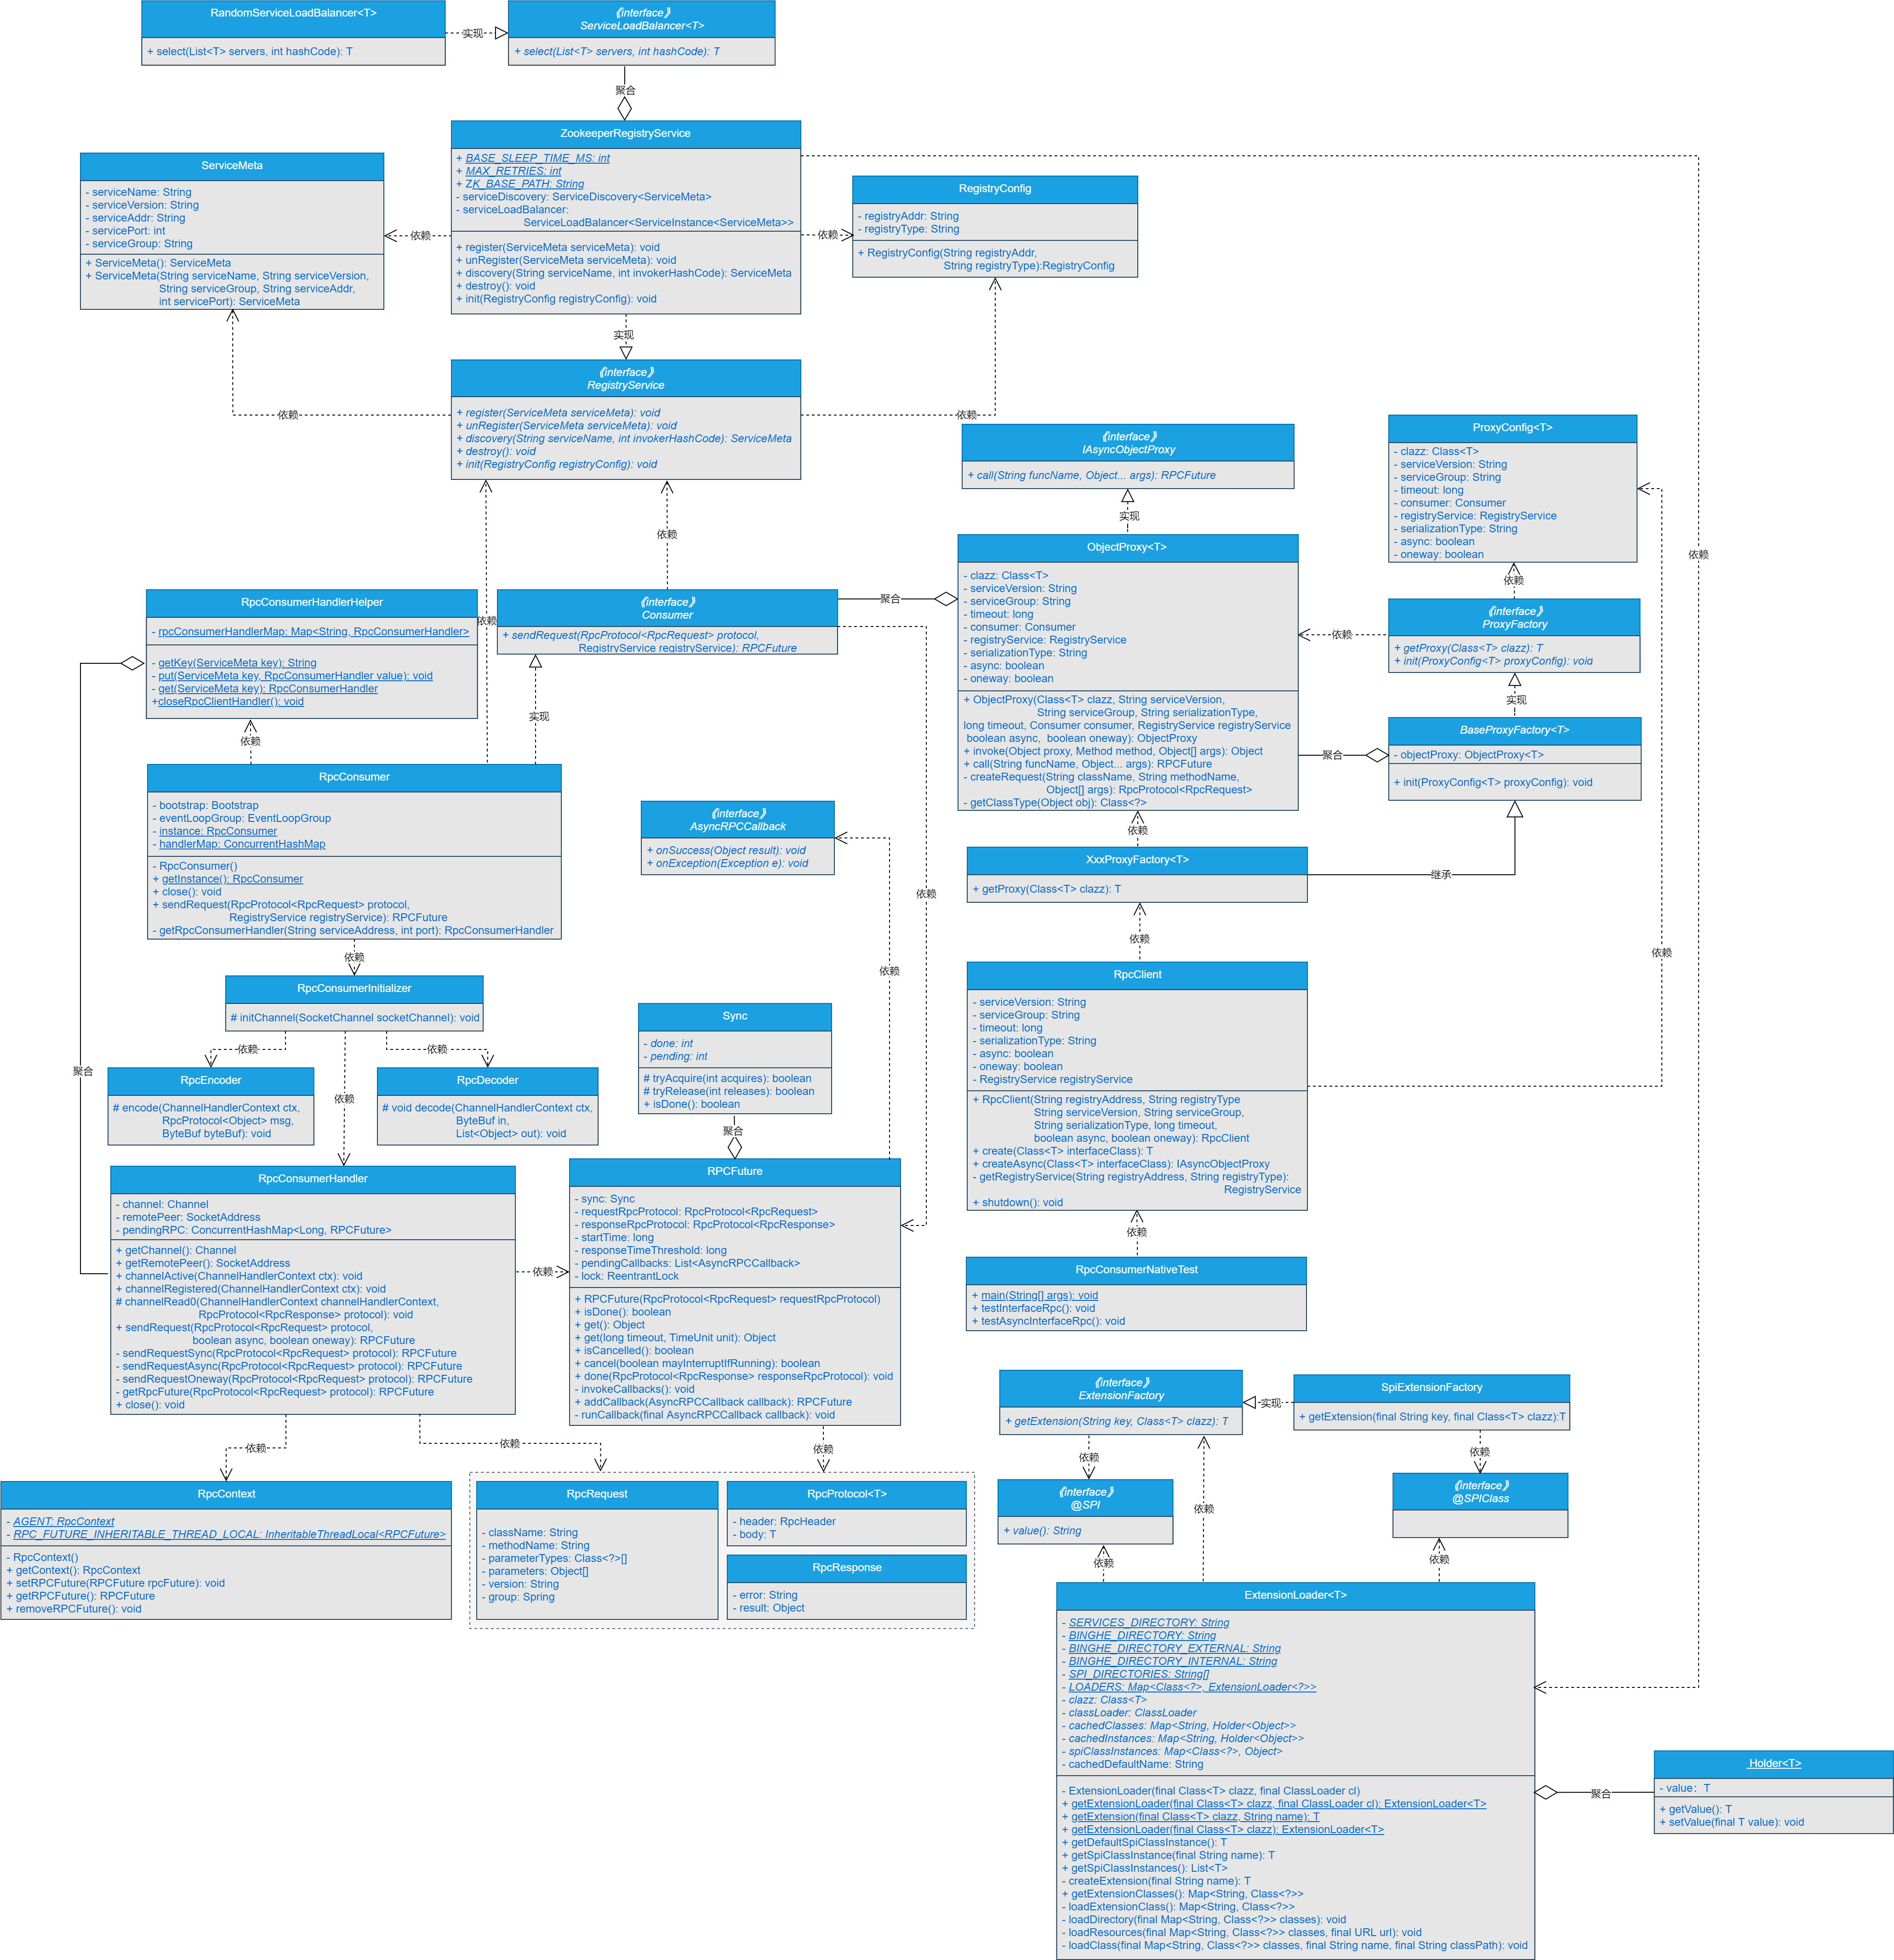 RandomServiceLoadBalancer<T>
+ select(List<T> servers, int hashCode): T
实现
《interface》
ServiceLoadBalancer<T>
+ select(List<T> servers, int hashCode): T
聚合
ZookeeperRegistryService
+ BASE_SLEEP_TIME_MS: int
+ MAX_RETRIES: int
+ ZK_BASE_PATH: String
- serviceDiscovery: ServiceDiscovery<ServiceMeta>
- serviceLoadBalancer:
ServiceLoadBalancer<ServiceInstance<ServiceMeta>>
+ register(ServiceMeta serviceMeta): void
+ unRegister(ServiceMeta serviceMeta): void
+ discovery(String serviceName, int invokerHashCode): ServiceMeta
+ destroy(): void
+ init(RegistryConfig registryConfig): void
ServiceMeta
- serviceName: String
- serviceVersion: String
- serviceAddr: String
- servicePort: int
- serviceGroup: String
+ ServiceMeta(): ServiceMeta
+ ServiceMeta(String serviceName, String serviceVersion,
String serviceGroup, String serviceAddr,
int servicePort): ServiceMeta
依赖
依赖
RegistryConfig
- registryAddr: String
- registryType: String
+ RegistryConfig(String registryAddr,
String registryType):RegistryConfig
实现
《interface》
RegistryService
+ register(ServiceMeta serviceMeta): void
+ unRegister(ServiceMeta serviceMeta): void
+ discovery(String serviceName, int invokerHashCode): ServiceMeta
+ destroy(): void
+ init(RegistryConfig registryConfig): void
依赖
依赖
依赖
《interface》
IAsyncObjectProxy
+ call(String funcName, Object... args): RPCFuture
实现
ProxyConfig<T>
- clazz: Class<T>
- serviceVersion: String
- serviceGroup: String
- timeout: long
- consumer: Consumer
- registryService: RegistryService
- serializationType: String
- async: boolean
- oneway: boolean
依赖
依赖
ObjectProxy<T>
- clazz: Class<T>
- serviceVersion: String
- serviceGroup: String
- timeout: long
- consumer: Consumer
- registryService: RegistryService
- serializationType: String
- async: boolean
- oneway: boolean
+ ObjectProxy(Class<T> clazz, String serviceVersion,
String serviceGroup, String serializationType,
long timeout, Consumer consumer, RegistryService registryService
boolean async,  boolean oneway): ObjectProxy
+ invoke(Object proxy, Method method, Object[] args): Object
+ call(String funcName, Object... args): RPCFuture
- createRequest(String className, String methodName,
Object[] args): RpcProtocol<RpcRequest>
- getClassType(Object obj): Class<?>
依赖
《interface》
ProxyFactory
+ getProxy(Class<T> clazz): T
+ init(ProxyConfig<T> proxyConfig): void
实现
聚合
BaseProxyFactory<T>
- objectProxy: ObjectProxy<T>
+ init(ProxyConfig<T> proxyConfig): void
RpcConsumerHandlerHelper
- rpcConsumerHandlerMap: Map<String, RpcConsumerHandler>
- getKey(ServiceMeta key): String
- put(ServiceMeta key, RpcConsumerHandler value): void
- get(ServiceMeta key): RpcConsumerHandler
+closeRpcClientHandler(): void
依赖
《interface》
Consumer
+ sendRequest(RpcProtocol<RpcRequest> protocol,
RegistryService registryService): RPCFuture
聚合
依赖
实现
RpcConsumer
- bootstrap: Bootstrap
- eventLoopGroup: EventLoopGroup
- instance: RpcConsumer
- handlerMap: ConcurrentHashMap
- RpcConsumer()
+ getInstance(): RpcConsumer
+ close(): void
+ sendRequest(RpcProtocol<RpcRequest> protocol,
RegistryService registryService): RPCFuture
- getRpcConsumerHandler(String serviceAddress, int port): RpcConsumerHandler
《interface》
AsyncRPCCallback
+ onSuccess(Object result): void
+ onException(Exception e): void
依赖
依赖
依赖
XxxProxyFactory<T>
+ getProxy(Class<T> clazz): T
继承
依赖
依赖
依赖
RpcConsumerInitializer
# initChannel(SocketChannel socketChannel): void
依赖
依赖
依赖
聚合
RpcEncoder
# encode(ChannelHandlerContext ctx,
RpcProtocol<Object> msg,
ByteBuf byteBuf): void
RpcDecoder
# void decode(ChannelHandlerContext ctx,
ByteBuf in,
List<Object> out): void
Sync
- done: int
- pending: int
# tryAcquire(int acquires): boolean
# tryRelease(int releases): boolean
+ isDone(): boolean
聚合
RpcClient
- serviceVersion: String
- serviceGroup: String
- timeout: long
- serializationType: String
- async: boolean
- oneway: boolean
- RegistryService registryService
+ RpcClient(String registryAddress, String registryType
String serviceVersion, String serviceGroup,
String serializationType, long timeout,
boolean async, boolean oneway): RpcClient
+ create(Class<T> interfaceClass): T
+ createAsync(Class<T> interfaceClass): IAsyncObjectProxy
- getRegistryService(String registryAddress, String registryType):
RegistryService
+ shutdown(): void
依赖
RpcConsumerHandler
- channel: Channel
- remotePeer: SocketAddress
- pendingRPC: ConcurrentHashMap<Long, RPCFuture>
+ getChannel(): Channel
+ getRemotePeer(): SocketAddress
+ channelActive(ChannelHandlerContext ctx): void
+ channelRegistered(ChannelHandlerContext ctx): void
# channelRead0(ChannelHandlerContext channelHandlerContext,
RpcProtocol<RpcResponse> protocol): void
+ sendRequest(RpcProtocol<RpcRequest> protocol,
boolean async, boolean oneway): RPCFuture
- sendRequestSync(RpcProtocol<RpcRequest> protocol): RPCFuture
- sendRequestAsync(RpcProtocol<RpcRequest> protocol): RPCFuture
- sendRequestOneway(RpcProtocol<RpcRequest> protocol): RPCFuture
- getRpcFuture(RpcProtocol<RpcRequest> protocol): RPCFuture
+ close(): void
依赖
RPCFuture
- sync: Sync
- requestRpcProtocol: RpcProtocol<RpcRequest>
- responseRpcProtocol: RpcProtocol<RpcResponse>
- startTime: long
- responseTimeThreshold: long
- pendingCallbacks: List<AsyncRPCCallback>
- lock: ReentrantLock
+ RPCFuture(RpcProtocol<RpcRequest> requestRpcProtocol)
+ isDone(): boolean
+ get(): Object
+ get(long timeout, TimeUnit unit): Object
+ isCancelled(): boolean
+ cancel(boolean mayInterruptIfRunning): boolean
+ done(RpcProtocol<RpcResponse> responseRpcProtocol): void
- invokeCallbacks(): void
+ addCallback(AsyncRPCCallback callback): RPCFuture
- runCallback(final AsyncRPCCallback callback): void
RpcConsumerNativeTest
+ main(String[] args): void
+ testInterfaceRpc(): void
+ testAsyncInterfaceRpc(): void
《interface》
ExtensionFactory
+ getExtension(String key, Class<T> clazz): T
实现
SpiExtensionFactory
+ getExtension(final String key, final Class<T> clazz):T
依赖
依赖
依赖
依赖
依赖
依赖
RpcContext
- AGENT: RpcContext
- RPC_FUTURE_INHERITABLE_THREAD_LOCAL: InheritableThreadLocal<RPCFuture>
- RpcContext()
+ getContext(): RpcContext
+ setRPCFuture(RPCFuture rpcFuture): void
+ getRPCFuture(): RPCFuture
+ removeRPCFuture(): void
RpcRequest
- className: String
- methodName: String
- parameterTypes: Class<?>[]
- parameters: Object[]
- version: String
- group: Spring
RpcProtocol<T>
- header: RpcHeader
- body: T
RpcResponse
- error: String
- result: Object
《interface》
@SPI
+ value(): String
《interface》
@SPIClass
依赖
依赖
ExtensionLoader<T>
- SERVICES_DIRECTORY: String
- BINGHE_DIRECTORY: String
- BINGHE_DIRECTORY_EXTERNAL: String
- BINGHE_DIRECTORY_INTERNAL: String
- SPI_DIRECTORIES: String[]
- LOADERS: Map<Class<?>, ExtensionLoader<?>>
- clazz: Class<T>
- classLoader: ClassLoader
- cachedClasses: Map<String, Holder<Object>>
- cachedInstances: Map<String, Holder<Object>>
- spiClassInstances: Map<Class<?>, Object>
- cachedDefaultName: String
- ExtensionLoader(final Class<T> clazz, final ClassLoader cl)
+ getExtensionLoader(final Class<T> clazz, final ClassLoader cl): ExtensionLoader<T>
+ getExtension(final Class<T> clazz, String name): T
+ getExtensionLoader(final Class<T> clazz): ExtensionLoader<T>
+ getDefaultSpiClassInstance(): T
+ getSpiClassInstance(final String name): T
+ getSpiClassInstances(): List<T>
- createExtension(final String name): T
+ getExtensionClasses(): Map<String, Class<?>>
- loadExtensionClass(): Map<String, Class<?>>
- loadDirectory(final Map<String, Class<?>> classes): void
- loadResources(final Map<String, Class<?>> classes, final URL url): void
- loadClass(final Map<String, Class<?>> classes, final String name, final String classPath): void
聚合
Holder<T>
- value：T
+ getValue(): T
+ setValue(final T value): void